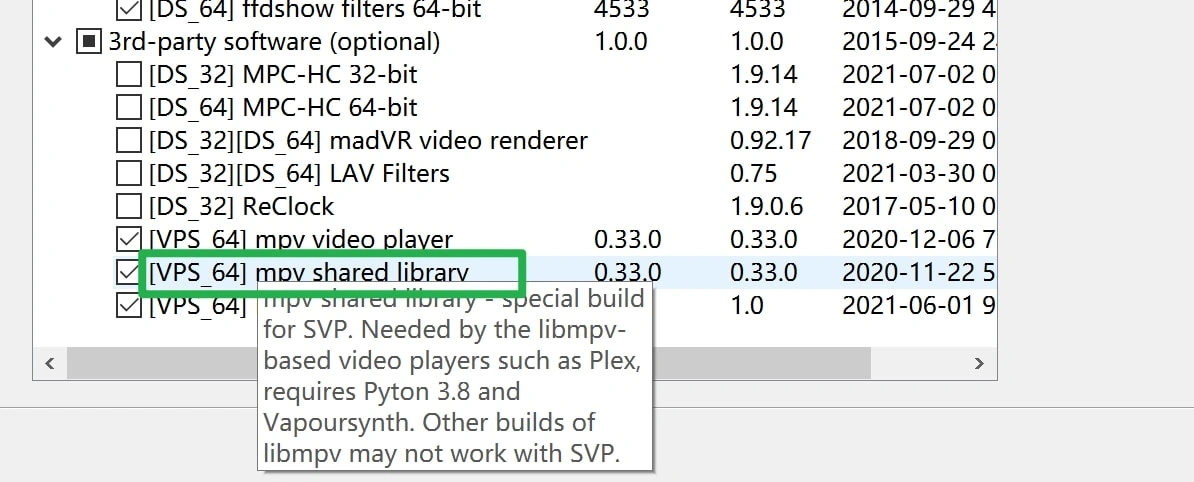 [DS_64] ffdshow filters 64-bit 4533 4533 2014-09-29 4
3rd-party software (optional) 1.0.0 1.0.0 2015-09-24 2
[DS_32] MPC-HC 32-bit 1.9.14 2021-07-02 0
[DS_64] MPC-HC 64-bit 1.9.14 2021-07-02 0
[DS_32][DS_64] madVR video renderer 0.92.17 2018-09-29 0
[DS_32][DS_64] LAV Filters 0.75 2021-03-30 0
[DS_32] ReClock 1.9.0.6 2017-05-10 0
[VPS_64] mpv video player 0.33.0 0.33.0 2020-12-06 7
[VPS_64] mpv shared library 0.33.0 0.33.0 2020-11-22 5
[VPS_64] 1.0 2021-06-01 9
mpv shared library - special build
for SVP. Needed by the libmpv-
based video players such as Plex,
requires Pyton 3.8 and
Vapoursynth. Other builds of
libmpv may not work with SVP.